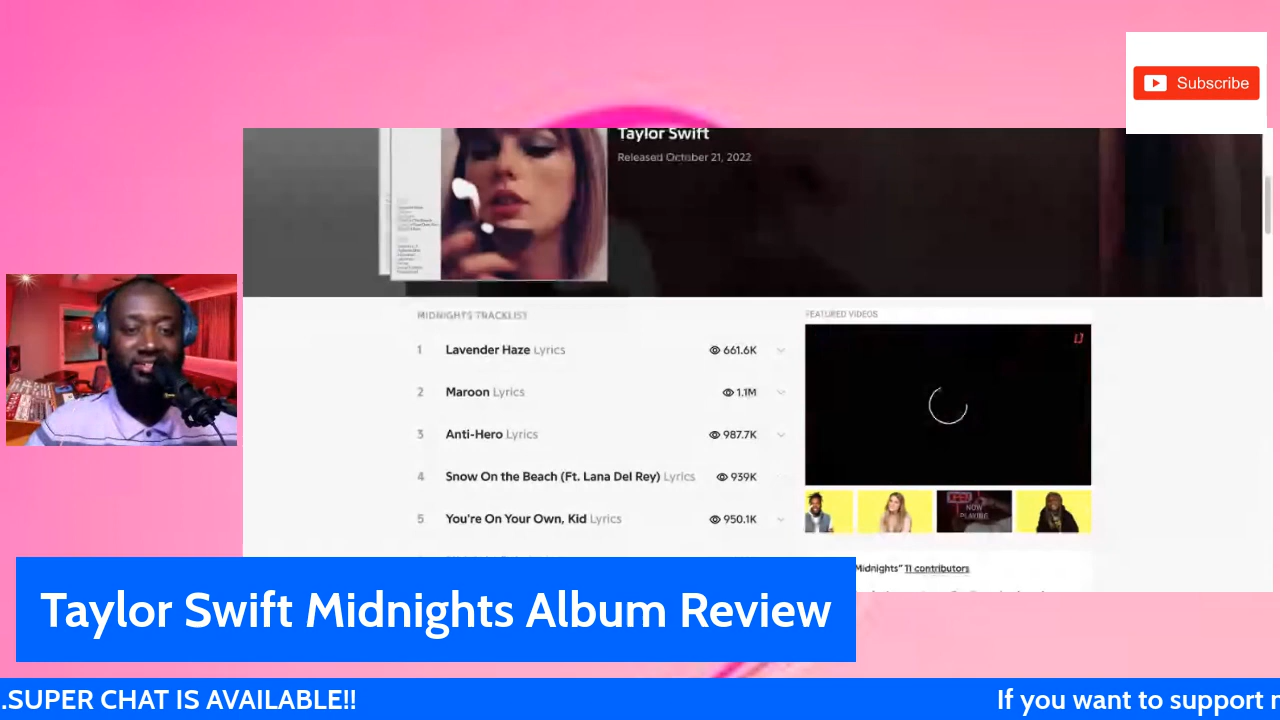 Subscribe
Taylor Swift
Released October 21, 2022
MIDNIGHTS TRACKLIST
FEATURED VIDEOS
1 Lavender Haze Lyrics 661.6K
2 Maroon Lyrics 1.1M
3 Anti-Hero Lyrics 987.7K
4 Snow On the Beach (Ft. Lana Del Rey) Lyrics 939K
5 You're On Your Own, Kid Lyrics 950.1K
NOW
PLAYING
Midnights" 11 contributors
Taylor Swift Midnights Album Review
.SUPER CHAT IS AVAILABLE!!
If you want to support